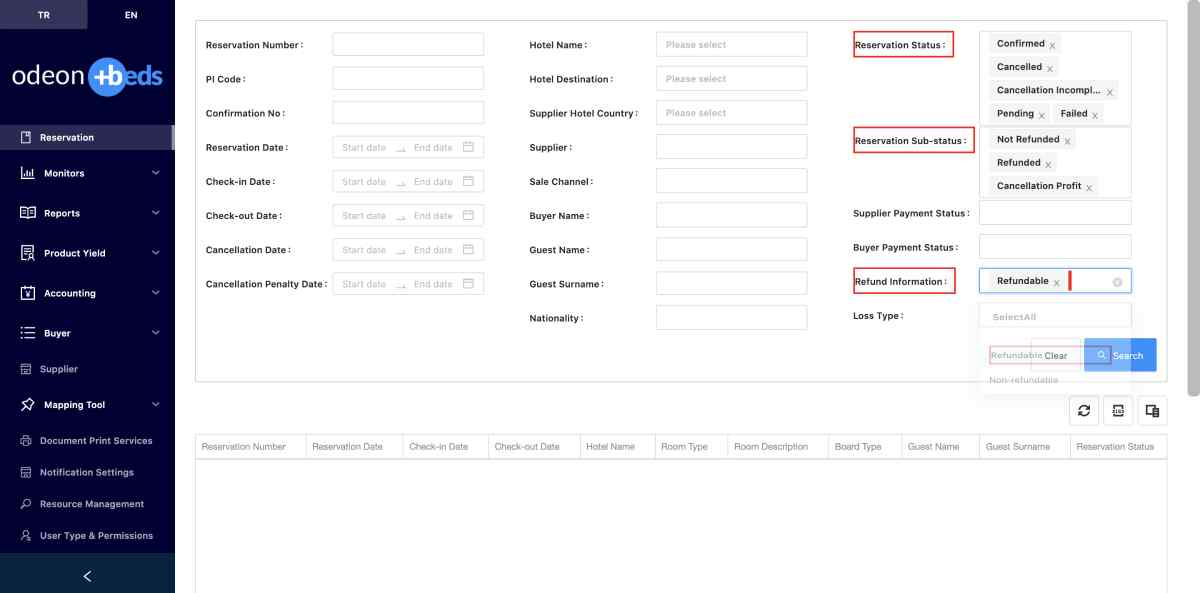 TR
EN
odeon +beds
Reservation
Monitors
Reports
Product Yield
Accounting
Buyer
Supplier
Mapping Tool
Document Print Services
Notification Settings
Resource Management
User Type & Permissions
Reservation Number :
PI Code :
Confirmation No :
Reservation Date : Start date End date
Check-in Date : Start date End date
Check-out Date : Start date End date
Cancellation Date : Start date End date
Cancellation Penalty Date : Start date End date
Hotel Name : Please select
Hotel Destination : Please select
Supplier Hotel Country : Please select
Supplier :
Sale Channel :
Buyer Name :
Guest Name :
Guest Surname :
Nationality :
Reservation Status : Confirmed x
Cancelled x
Cancellation Incompl... x
Pending x Failed x
Reservation Sub-status : Not Refunded x
Refunded x
Cancellation Profit x
Supplier Payment Status :
Buyer Payment Status :
Refund Information : Refundable x
Loss Type :
SelectAll
Refundable Clear Search
Non-refundable
Reservation Number Reservation Date Check-in Date Check-out Date Hotel Name Room Type Room Description Board Type Guest Name Guest Surname Reservation Status